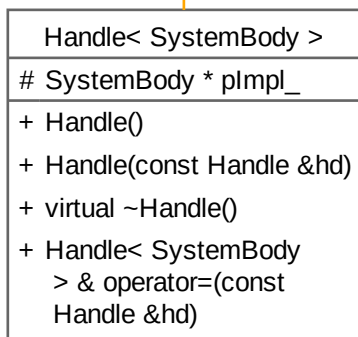 Handle< SystemBody >
# SystemBody * pImpl_
+ Handle()
+ Handle(const Handle &hd)
+ virtual ~Handle()
+ Handle< SystemBody
> & operator=(const
Handle &hd)